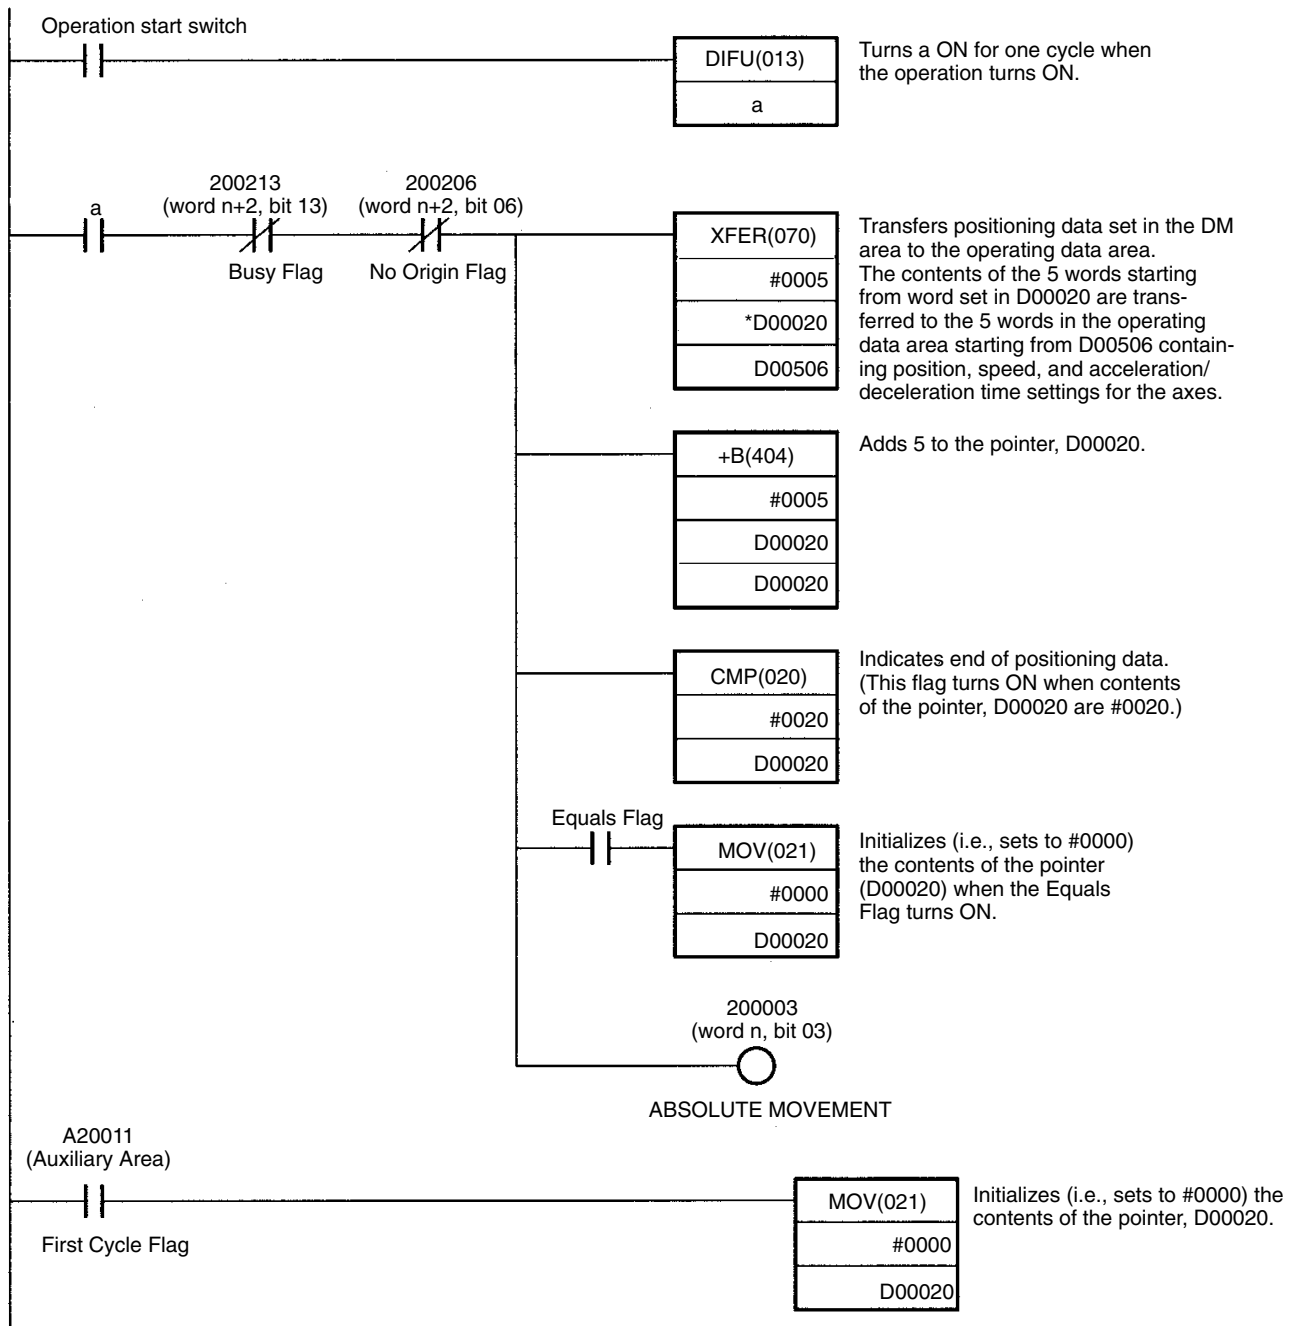 Operation start switch
DIFU(013)
a
Turns a ON for one cycle when
the operation turns ON.
a
200213
(word n+2, bit 13)
Busy Flag
200206
(word n+2, bit 06)
No Origin Flag
XFER(070)
#0005
*D00020
D00506
Transfers positioning data set in the DM
area to the operating data area.
The contents of the 5 words starting
from word set in D00020 are trans-
ferred to the 5 words in the operating
data area starting from D00506 contain-
ing position, speed, and acceleration/
deceleration time settings for the axes.
+B(404)
#0005
D00020
D00020
Adds 5 to the pointer, D00020.
CMP(020)
#0020
D00020
Indicates end of positioning data.
(This flag turns ON when contents
of the pointer, D00020 are #0020.)
Equals Flag
MOV(021)
#0000
D00020
Initializes (i.e., sets to #0000)
the contents of the pointer
(D00020) when the Equals
Flag turns ON.
200003
(word n, bit 03)
ABSOLUTE MOVEMENT
A20011
(Auxiliary Area)
First Cycle Flag
MOV(021)
#0000
D00020
Initializes (i.e., sets to #0000) the
contents of the pointer, D00020.